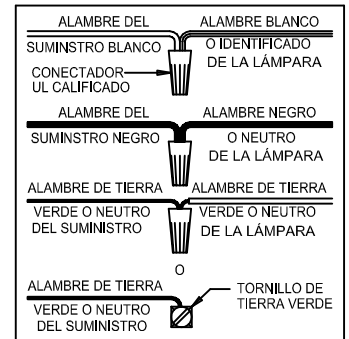 ALAMBRE DEL ALAMBRE BLANCO
SUMINSTRO BLANCO O IDENTIFICADO
DE LA LÁMPARA
CONECTADOR
UL CALIFICADO
ALAMBRE DEL ALAMBRE NEGRO
SUMINSTRO NEGRO O NEUTRO
DE LA LÁMPARA
ALAMBRE DE TIERRA ALAMBRE DE TIERRA
VERDE O NEUTRO VERDE O NEUTRO
DEL SUMINISTRO DE LA LÁMPARA
O
ALAMBRE DE TIERRA TORNILLO DE
TIERRA VERDE
VERDE O NEUTRO
DEL SUMINISTRO